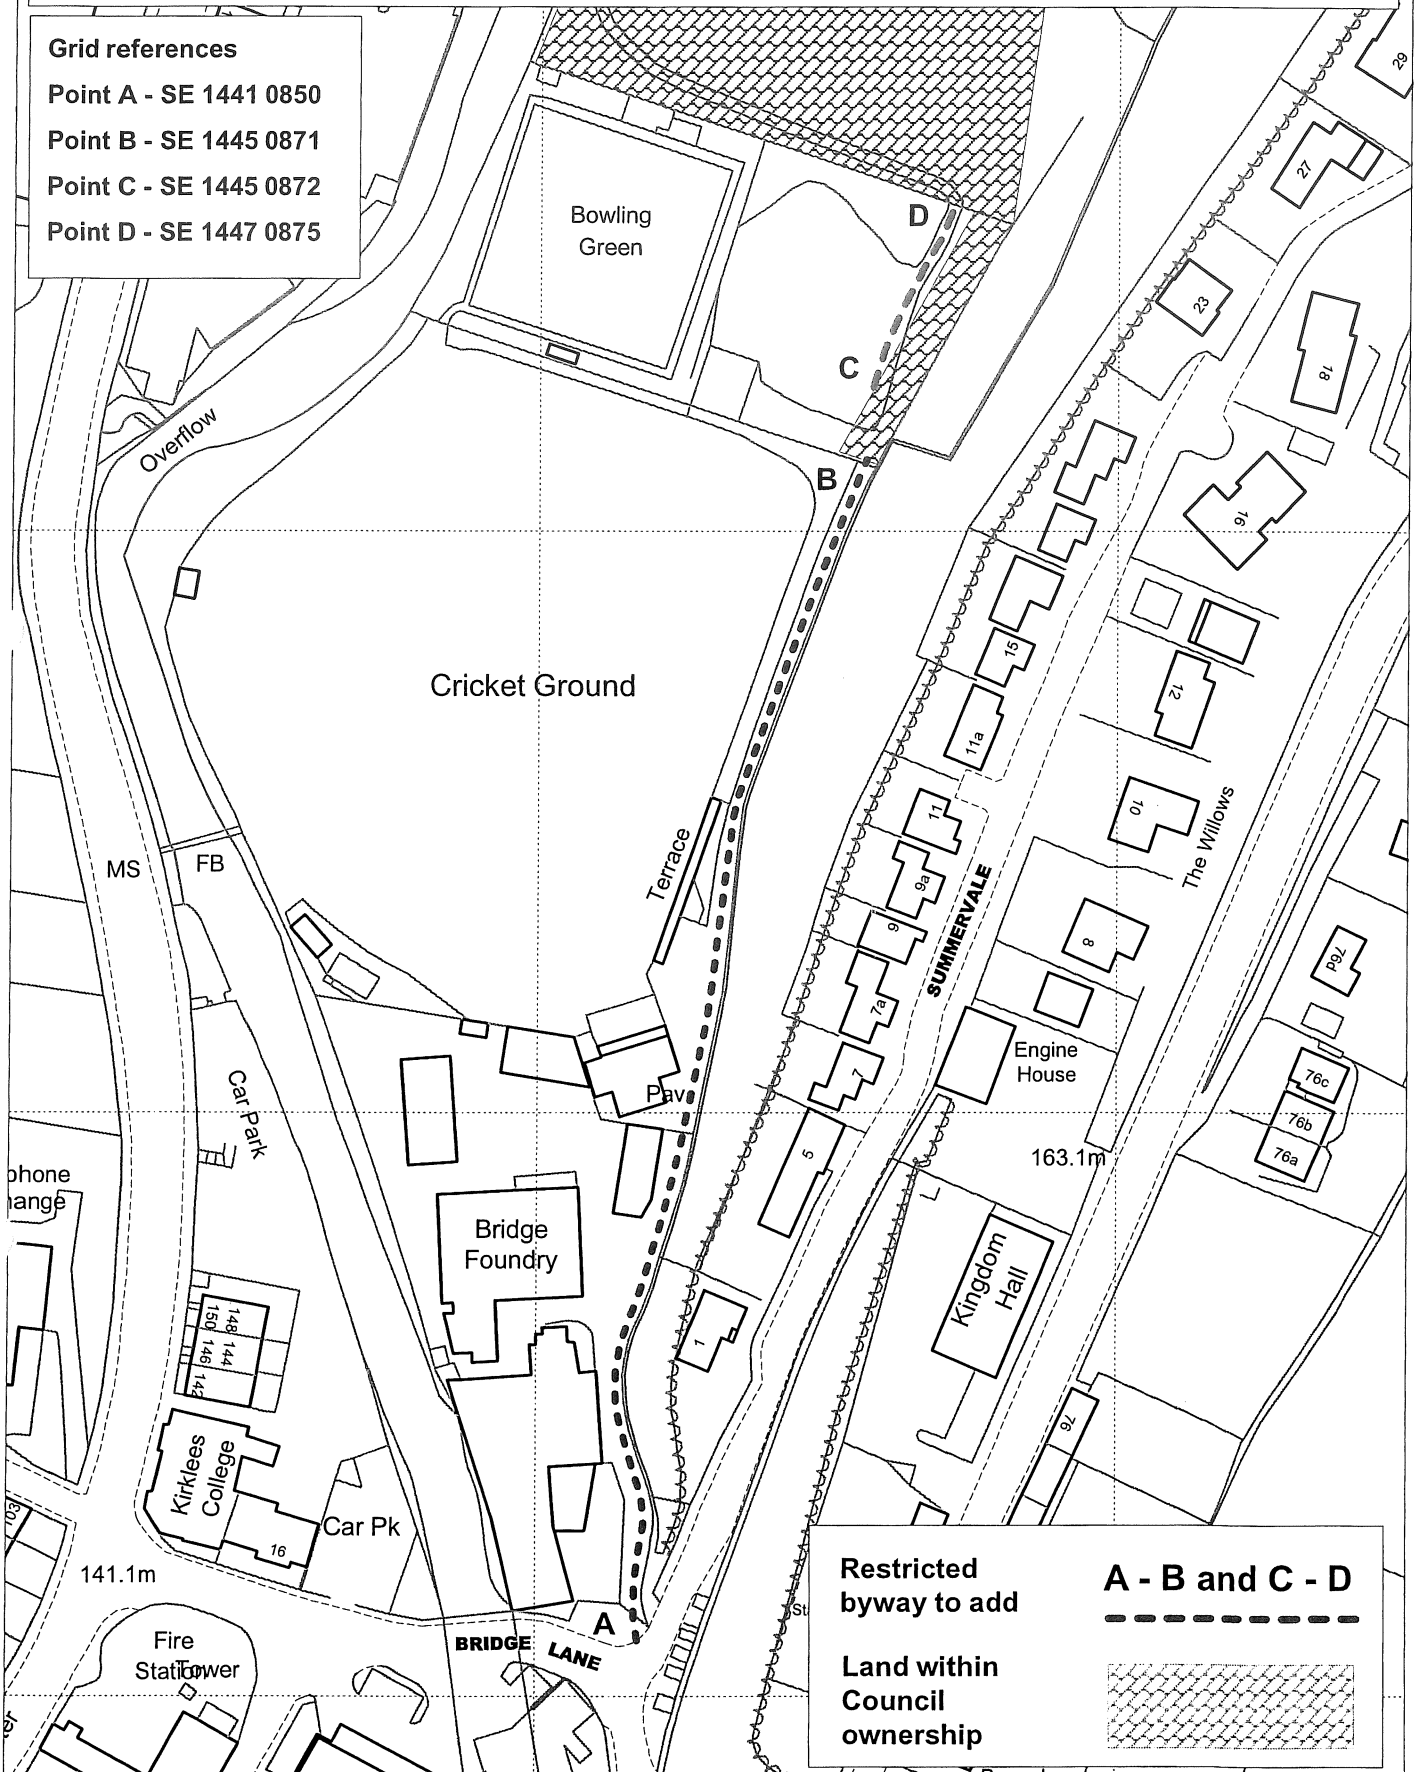 Grid references
Point A - SE 1441 0850
Point B - SE 1445 0871
Point C - SE 1445 0872
Point D - SE 1447 0875
29
27
Bowling
Green
D
23
18
C
Overflow
B
16
Cricket Ground
15
12
11a
11
10
The Willows
Terrace
MS
FB
9a
SUMMERVALE
9
8
76d
7a
Engine
House
7
76c
Car Park
Pav
76b
5
163.1m
76a
phone
hange
Bridge
Foundry
Kingdom
Hall
148
150
144
146
142
1
76
Kirklees
College
103
Car Pk
16
141.1m
A
BRIDGE LANE
Fire
Station
Tower
Restricted
byway to add
A - B and C - D
Land within
Council
ownership